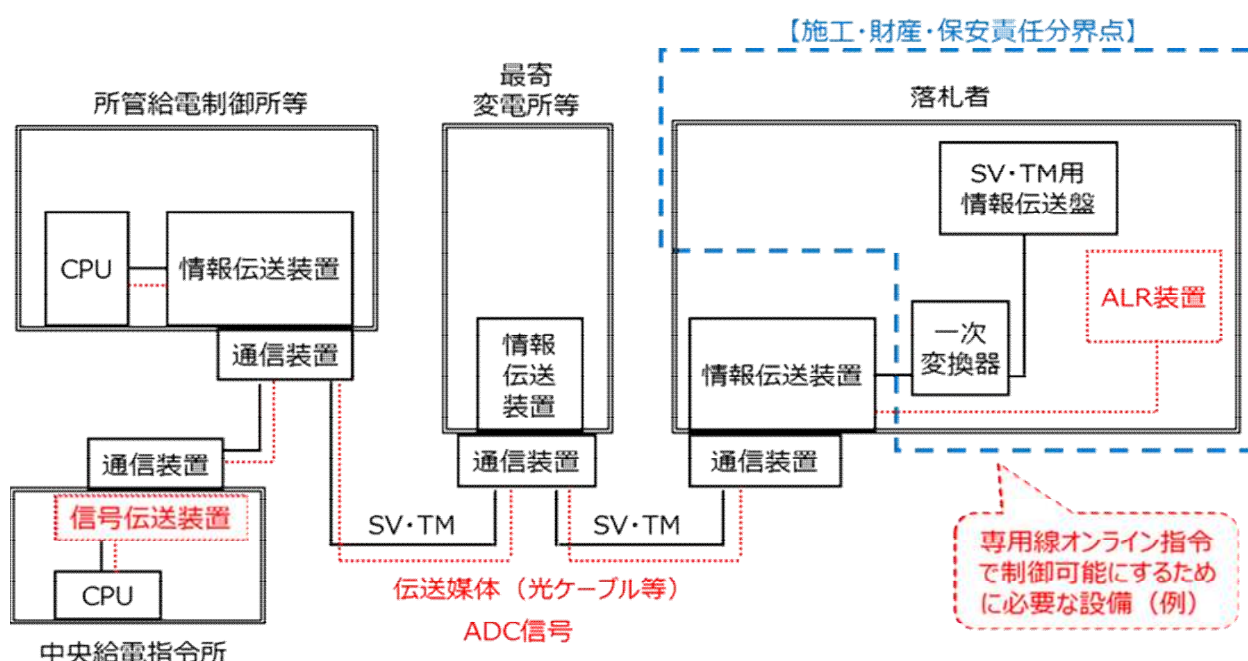 【施工・財産・保安責任分界点】
所管給電制御所等
最寄
変電所等
落札者
CPU
情報伝送装置
通信装置
通信装置
信号伝送装置
CPU
中央給電指令所
情報
伝送
装置
通信装置
SV・TM
SV・TM
伝送媒体（光ケーブル等）
ADC信号
SV・TM用
情報伝送盤
ALR装置
一次
変換器
情報伝送装置
通信装置
専用線オンライン指令
で制御可能にするため
に必要な設備（例）